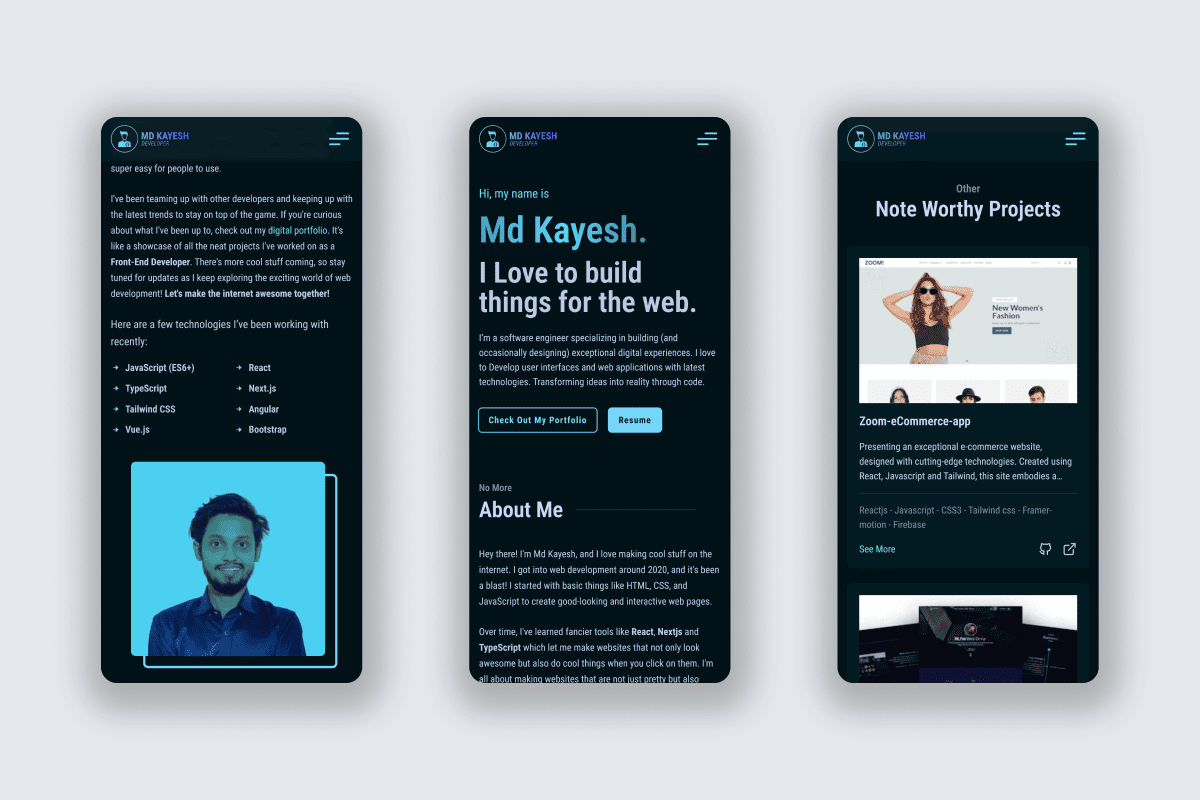 MD KAYESH
DEVELOPER
super easy for people to use.
I've been teaming up with other developers and keeping up with
the latest trends to stay on top of the game. If you're curious
about what I've been up to, check out my digital portfolio. It's
like a showcase of all the neat projects I've worked on as a
Front-End Developer. There's more cool stuff coming, so stay
tuned for updates as I keep exploring the exciting world of web
development! Let's make the internet awesome together!
Here are a few technologies I've been working with
recently:
JavaScript (ES6+)
React
TypeScript
Next.js
Tailwind CSS
Angular
Vue.js
Bootstrap
MD KAYESH
DEVELOPER
Hi, my name is
Md Kayesh.
I Love to build
things for the web.
I'm a software engineer specializing in building (and
occasionally designing) exceptional digital experiences. I love
to Develop user interfaces and web applications with latest
technologies. Transforming ideas into reality through code.
Check Out My Portfolio
Resume
No More
About Me
Hey there! I'm Md Kayesh, and I love making cool stuff on the
internet. I got into web development around 2020, and it's been
a blast! I started with basic things like HTML, CSS, and
JavaScript to create good-looking and interactive web pages.
Over time, I've learned fancier tools like React, Nextjs and
TypeScript which let me make websites that not only look
awesome but also do cool things when you click on them. I'm
all about making websites that are not just pretty but also
MD KAYESH
DEVELOPER
Other
Note Worthy Projects
ZOOM!
New Women's
Fashion
Zoom-eCommerce-app
Presenting an exceptional e-commerce website,
designed with cutting-edge technologies. Created using
React, Javascript and Tailwind, this site embodies a...
Reactjs - Javascript - CSS3 - Tailwind css - Framer-
motion - Firebase
See More